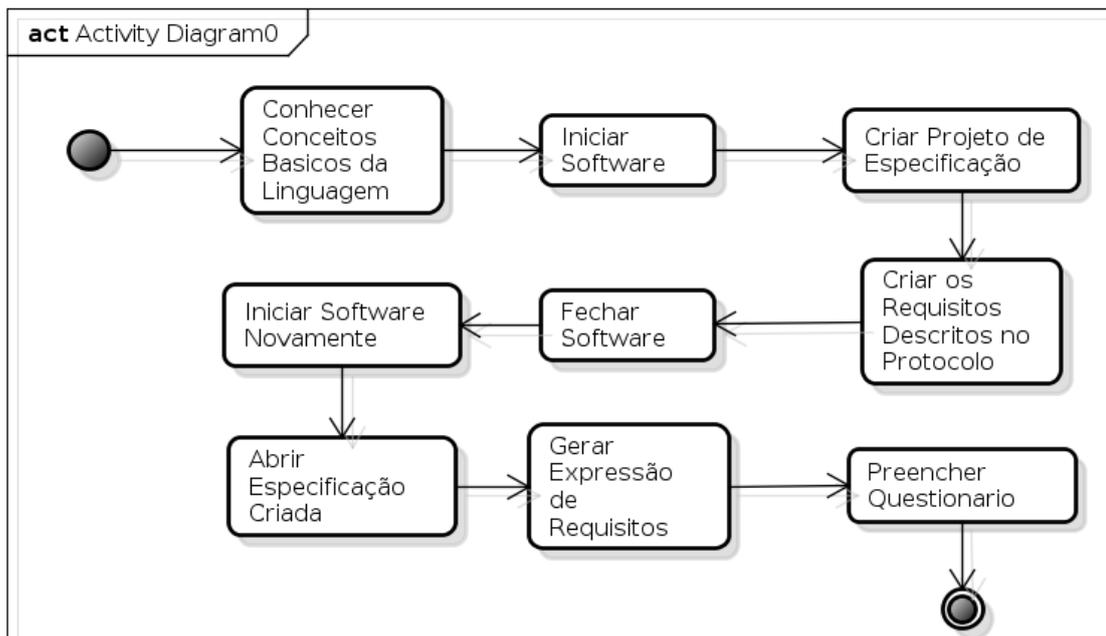 act Activity Diagram0
Conhecer
Conceitos
Basicos da
Linguagem
Iniciar
Software
Criar Projeto de
Especificação
Criar os
Requisitos
Descritos no
Protocolo
Fechar
Software
Iniciar Software
Novamente
Abrir
Especificação
Criada
Gerar
Expressão
de
Requisitos
Preencher
Questionario